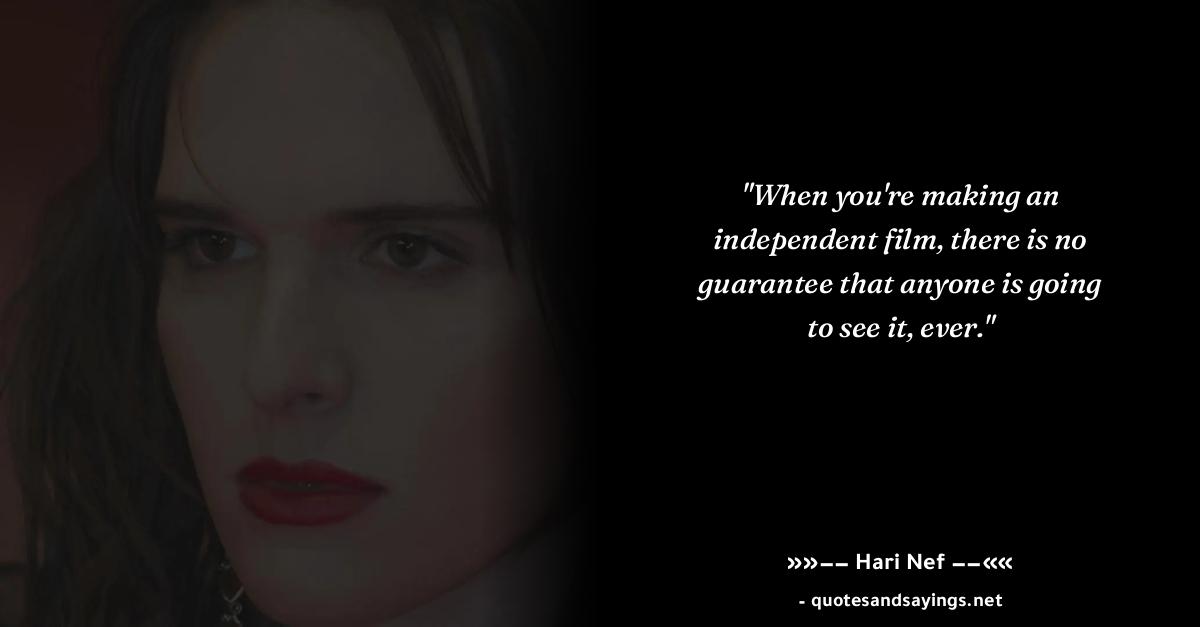 "When you're making an
independent film, there is no
guarantee that anyone is going
to see it, ever."
»»–– Hari Nef ––««
- quotesandsayings.net